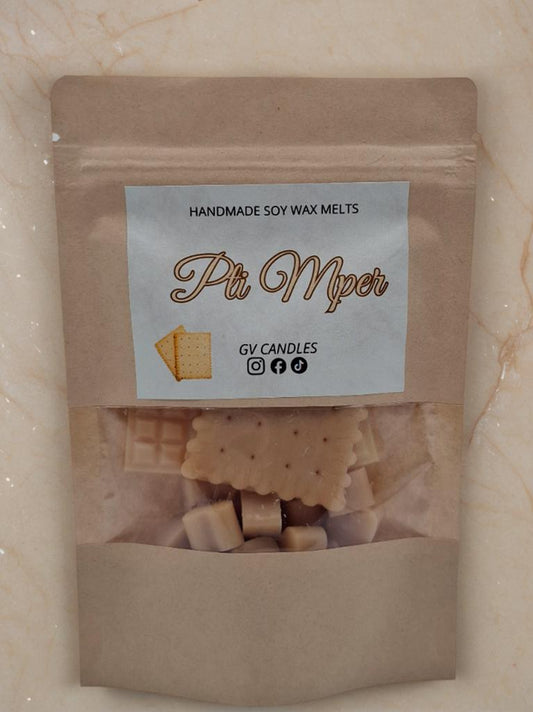 HANDMADE SOY WAX MELTS
Pti Mper
GV CANDLES